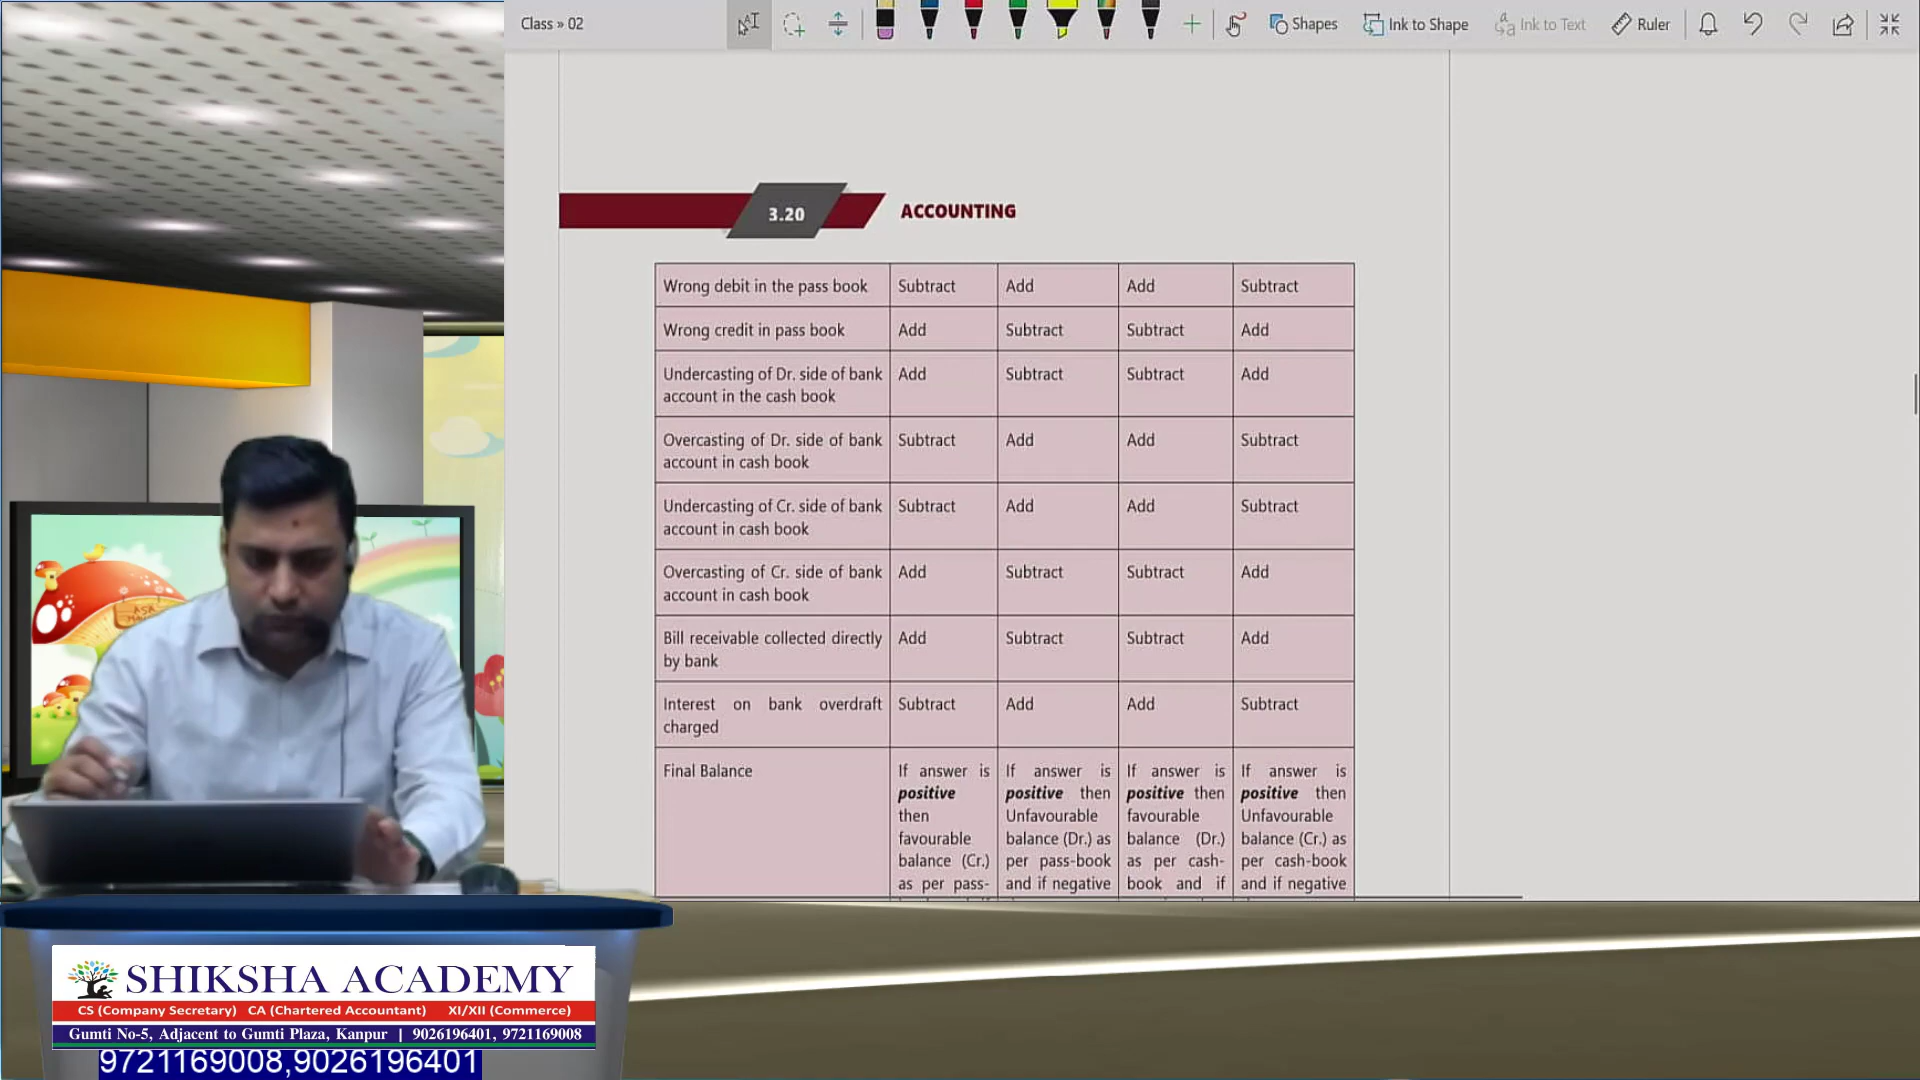 Class » 02
Shapes
Ink to Shape
Ink to Text
Ruler
3.20
ACCOUNTING
Wrong debit in the pass book Subtract Add Add Subtract
Wrong credit in pass book Add Subtract Subtract Add
Undercasting of Dr. side of bank Add Subtract Subtract Add
account in the cash book
Overcasting of Dr. side of bank Subtract Add Add Subtract
account in cash book
Undercasting of Cr. side of bank Subtract Add Add Subtract
account in cash book
Overcasting of Cr. side of bank Add Subtract Subtract Add
account in cash book
Bill receivable collected directly Add Subtract Subtract Add
by bank
Interest on bank overdraft Subtract Add Add Subtract
charged
Final Balance If answer is If answer is If answer is If answer is
positive positive then positive then positive then
then Unfavourable favourable Unfavourable
favourable balance (Dr.) as balance (Dr.) balance (Cr.) as
balance (Cr.) per pass-book as per cash- per cash-book
as per pass- and if negative book and if and if negative
SHIKSHA ACADEMY
CS (Company Secretary) CA (Chartered Accountant) XI/XII (Commerce)
Gumti No-5, Adjacent to Gumti Plaza, Kanpur | 9026196401, 9721169008
9721169008,9026196401